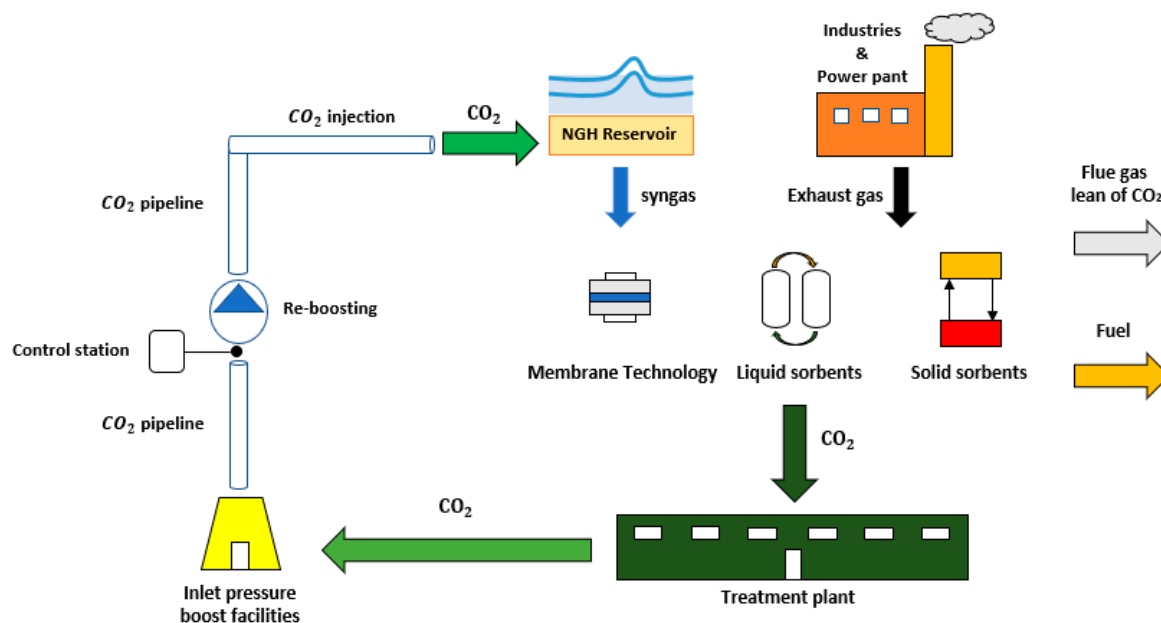 Industries
&
Power pant
CO₂ injection
CO₂
NGH Reservoir
CO₂ pipeline
syngas
Exhaust gas
Flue gas
lean of CO₂
Re-boosting
Control station
Fuel
Membrane Technology
Liquid sorbents
Solid sorbents
CO₂ pipeline
CO₂
CO₂
Inlet pressure
boost facilities
Treatment plant